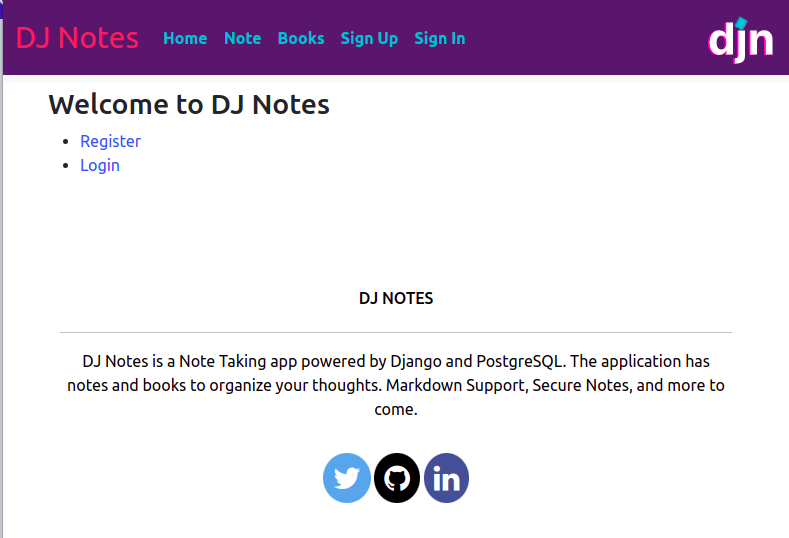 DJ Notes Home Note Books Sign Up Sign In djn
Welcome to DJ Notes
Register
Login
DJ NOTES
DJ Notes is a Note Taking app powered by Django and PostgreSQL. The application has
notes and books to organize your thoughts. Markdown Support, Secure Notes, and more to
come.
in